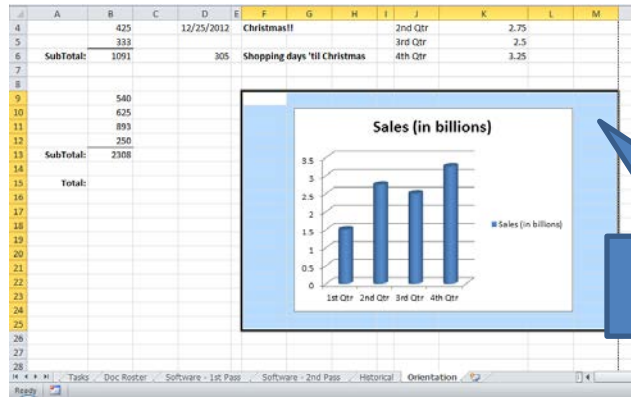 A B C D E F G H I J K L M
4 425 12/25/2012 Christmas!! 2nd Qtr 2.75
5 333 3rd Qtr 2.5
6 SubTotal: 1091 305 Shopping days 'til Christmas 4th Qtr 3.25
7
8
9 540
10 625
11 893
12 250
13 SubTotal: 2308
14
15 Total:
16
17
18
19
20
21
22
23
24
25
26
27
28
Sales (in billions)
3.5
3
2.5
2
1.5
1
0.5
0
1st Qtr 2nd Qtr 3rd Qtr 4th Qtr
Sales (in billions)
Tasks Doc Roster Software - 1st Pass Software - 2nd Pass Historical Orientation
Ready